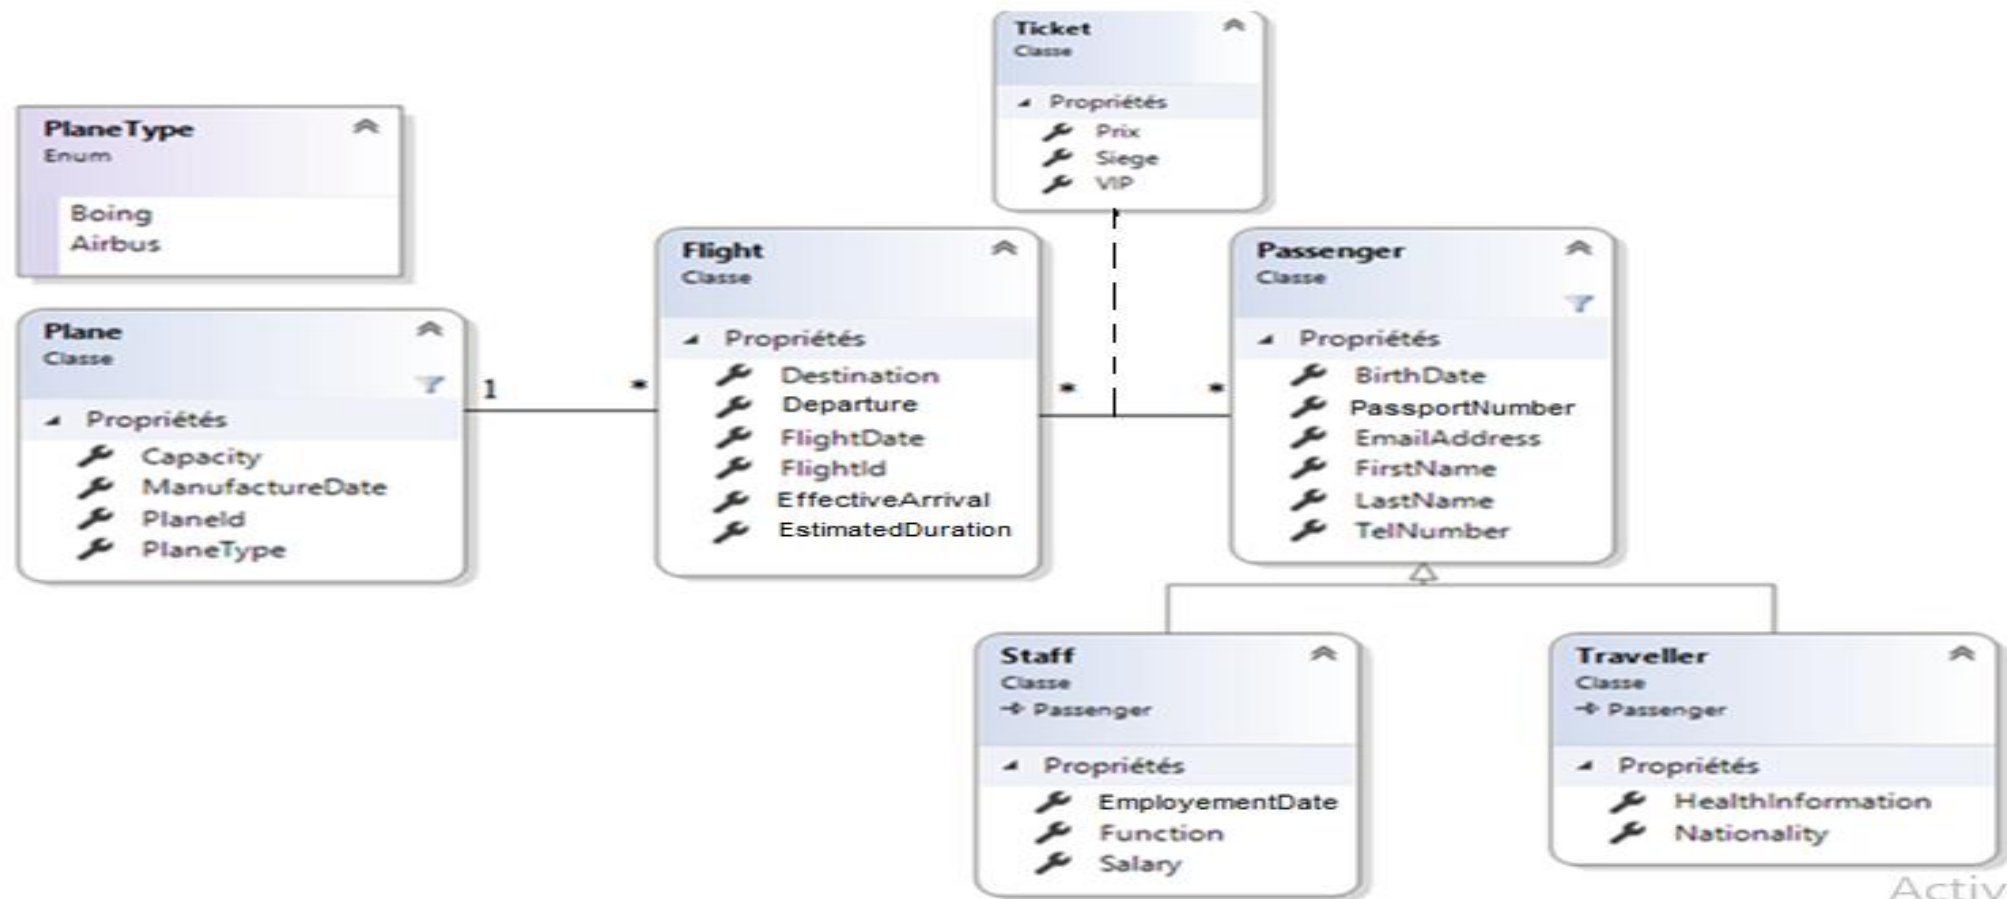 Ticket
Classe
Propriétés
Prix
Siege
VIP
PlaneType
Enum
Boing
Airbus
Plane
Classe
Propriétés
Capacity
ManufactureDate
PlaneId
PlaneType
1
*
Flight
Classe
Propriétés
Destination
Departure
FlightDate
FlightId
EffectiveArrival
EstimatedDuration
*
*
Passenger
Classe
Propriétés
BirthDate
PassportNumber
EmailAddress
FirstName
LastName
TelNumber
Staff
Classe
Passenger
Propriétés
EmployementDate
Function
Salary
Traveller
Classe
Passenger
Propriétés
HealthInformation
Nationality
Activ